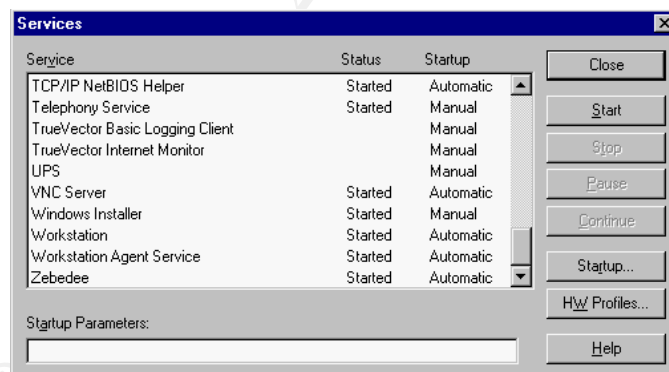 Services
Service Status Startup
TCP/IP NetBIOS Helper Started Automatic
Telephony Service Started Manual
TrueVector Basic Logging Client Manual
TrueVector Internet Monitor Manual
UPS Manual
VNC Server Started Automatic
Windows Installer Started Manual
Workstation Started Automatic
Workstation Agent Service Started Automatic
Zebedee Started Automatic
Startup Parameters:
Close
Start
Stop
Pause
Continue
Startup...
HW Profiles...
Help